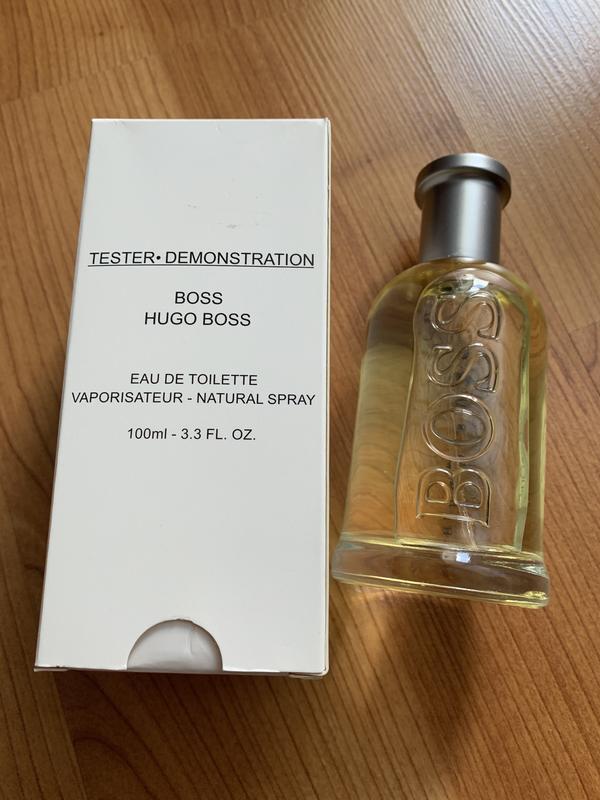 TESTER• DEMONSTRATION
BOSS
HUGO BOSS
EAU DE TOILETTE
VAPORISATEUR - NATURAL SPRAY
100ml - 3.3 FL. OZ.
BOSS